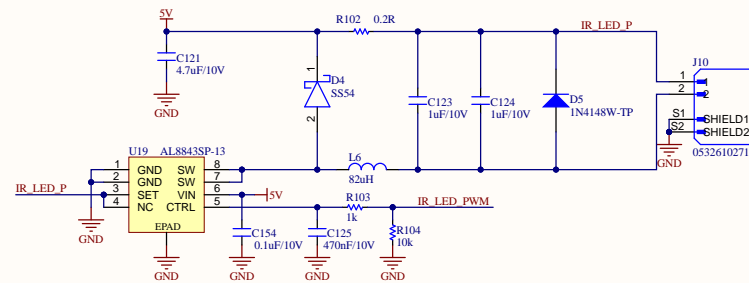 5V
R102 0.2R
IR_LED_P
C121
4.7uF/10V
GND
1
D4
SS54
2
C123
1uF/10V
C124
1uF/10V
D5
1N4148W-TP
J10
1 1
2 2
S1 SHIELD1
S2 SHIELD2
0532610271
GND
U19 AL8843SP-13
1 GND SW 8
2 GND SW 7
3 SET VIN 6
4 NC CTRL 5
EPAD
IR_LED_P
GND
GND
L6
82uH
5V
R103
1k
IR_LED_PWM
C154
0.1uF/10V
GND
C125
470nF/10V
GND
R104
10k
GND